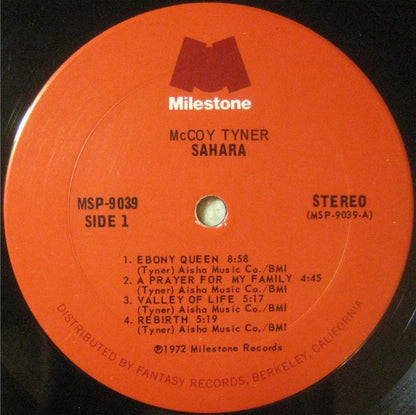 Milestone
McCOY TYNER
SAHARA
MSP-9039
SIDE 1
STEREO
(MSP-9039-A)
1. EBONY QUEEN 8:58
(Tyner) Aisha Music Co./BMI
2. A PRAYER FOR MY FAMILY 4:45
(Tyner) Aisha Music Co./BMI
3. VALLEY OF LIFE 5:17
(Tyner) Aisha Music Co./BMI
4. REBIRTH 5:19
(Tyner) Aisha Music Co./BMI
℗1972 Milestone Records
DISTRIBUTED BY FANTASY RECORDS, BERKELEY, CALIFORNIA